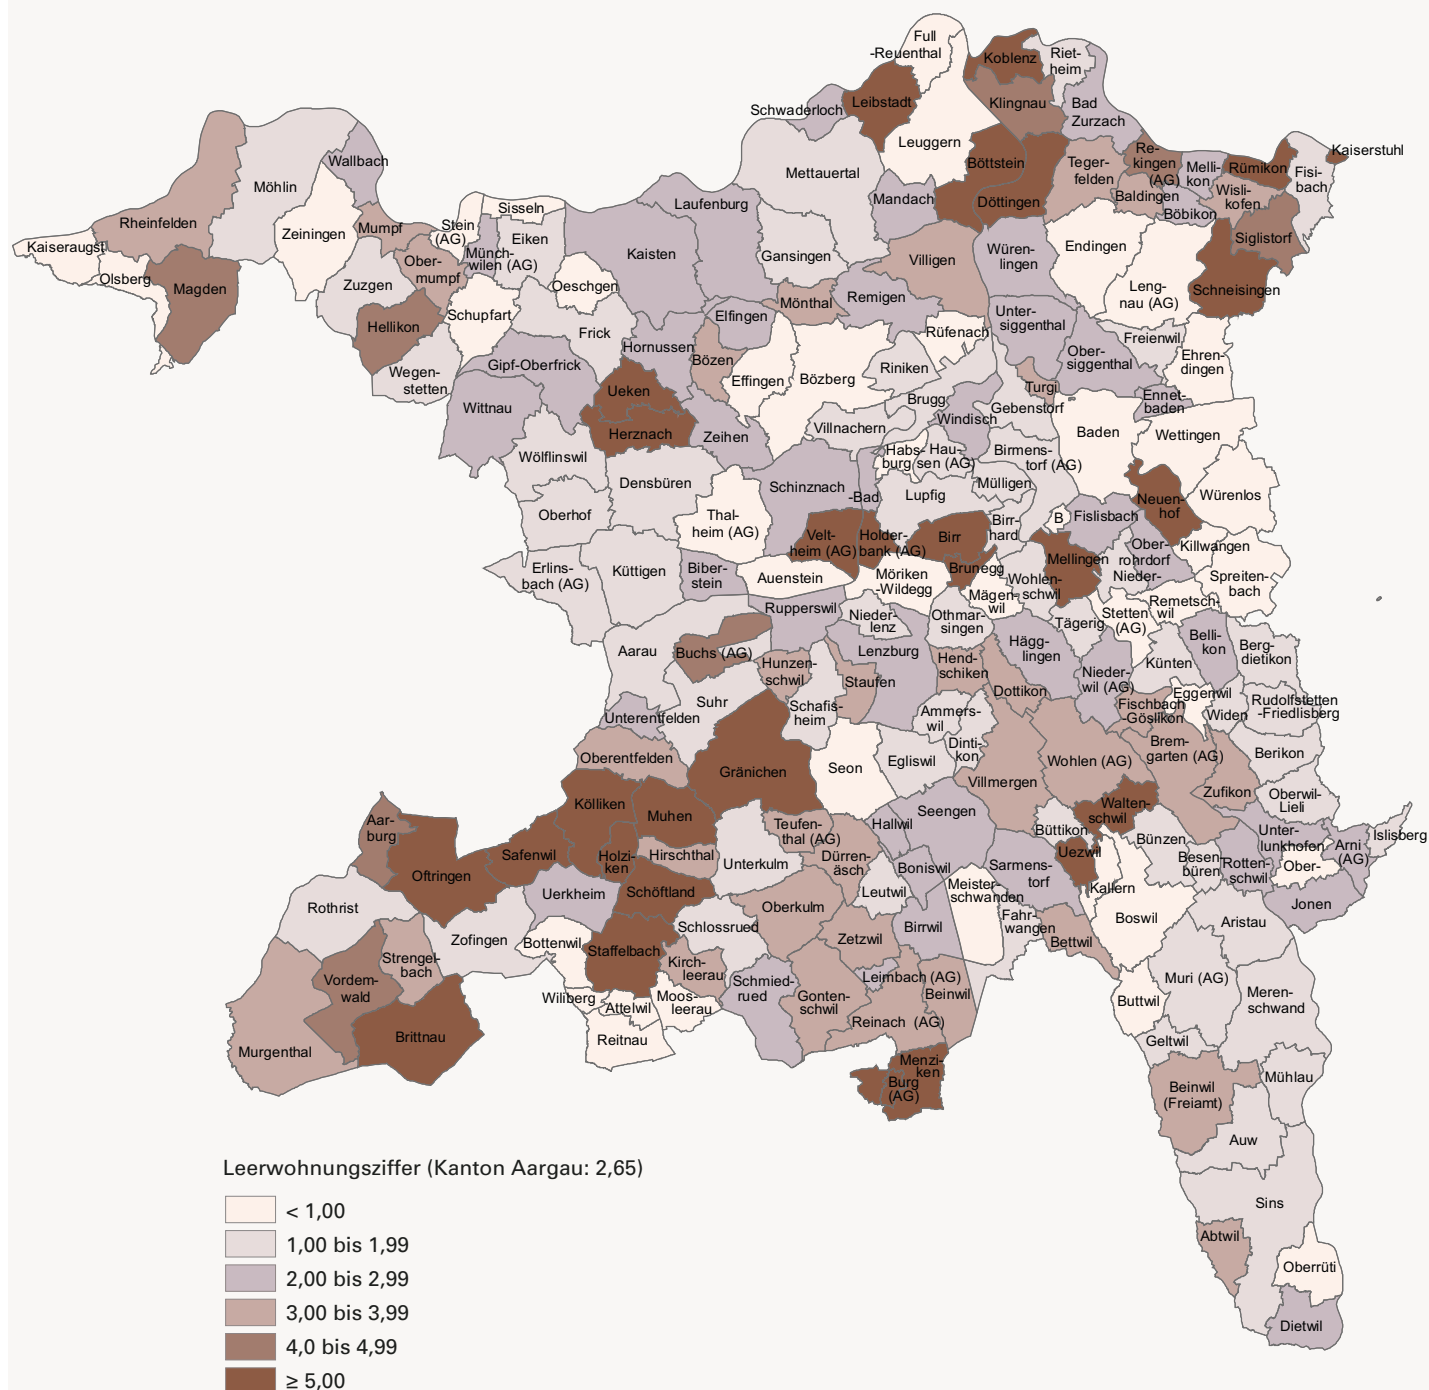 Full
-Reuenthal
Koblenz
Riet-
heim
Leibstadt
Klingnau
Bad
Zurzach
Schwaderloch
Leuggern
Böttstein
Re-
kingen
(AG)
Kaiserstuhl
Wallbach
Mettauertal
Teger-
felden
Melli-
kon
Rümikon
Fisi-
bach
Möhlin
Mandach
Döttingen
Baldingen
Wisli-
kofen
Böbikon
Laufenburg
Sisseln
Rheinfelden
Zeiningen
Mumpf
Stein
(AG)
Eiken
Münch-
wilen (AG)
Siglistorf
Kaiseraugst
Kaisten
Gansingen
Villigen
Würen-
lingen
Endingen
Olsberg
Magden
Zuzgen
Ober-
mumpf
Oeschgen
Leng-
nau (AG)
Schneisingen
Mönthal
Remigen
Hellikon
Schupfart
Frick
Elfingen
Rüfenach
Unter-
siggenthal
Freienwil
Hornussen
Bözen
Ober-
siggenthal
Ehren-
dingen
Wegen-
stetten
Gipf-Oberfrick
Effingen
Bözberg
Riniken
Turgi
Ueken
Wittnau
Brugg
Gebenstorf
Ennet-
baden
Windisch
Herznach
Zeihen
Villnachern
Baden
Wettingen
Wölflinswil
Habs-
burg
Hau-
sen (AG)
Birmens-
torf (AG)
Densbüren
Schinznach
-Bad
Lupfig
Mülligen
Neuen-
hof
Würenlos
Oberhof
Thal-
heim (AG)
Birr-
hard
B
Fislisbach
Velt-
heim (AG)
Holder-
bank (AG)
Birr
Ober-
rohrdorf
Killwangen
Erlins-
bach (AG)
Küttigen
Biber-
stein
Auenstein
Möriken
-Wildegg
Brunegg
Mellingen
Nieder-
Spreiten-
bach
Wohlen-
schwil
Mägen-
wil
Remetsch-
wil
Rupperswil
Nieder-
lenz
Othmar-
singen
Tägerig
Stetten
(AG)
Aarau
Buchs (AG)
Hunzen-
schwil
Lenzburg
Hägg-
lingen
Belli-
kon
Berg-
dietikon
Staufen
Hend-
schiken
Künten
Nieder-
wil (AG)
Suhr
Schafis-
heim
Dottikon
Eggenwil
Fischbach
-Göslikon
Widen
Rudolfstetten
-Friedlisberg
Unterentfelden
Ammers-
wil
Oberentfelden
Gränichen
Seon
Egliswil
Dinti-
kon
Wohlen (AG)
Brem-
garten (AG)
Berikon
Villmergen
Zufikon
Oberwil-
Lieli
Kölliken
Muhen
Seengen
Walten-
schwil
Aar-
burg
Teufen-
thal (AG)
Hallwil
Büttikon
Bünzen
Unter-
lunkhofen
Islisberg
Arni
(AG)
Safenwil
Holzi-
ken
Hirschthal
Unterkulm
Dürren-
äsch
Boniswil
Sarmens-
torf
Uezwil
Besen
büren
Rotten-
schwil
Ober-
Oftringen
Uerkheim
Schöftland
Leutwil
Meister-
schwanden
Kallern
Rothrist
Oberkulm
Fahr-
wangen
Boswil
Jonen
Zofingen
Bottenwil
Staffelbach
Schlossrued
Zetzwil
Birrwil
Bettwil
Aristau
Strengel-
bach
Kirch-
leerau
Vordem-
wald
Schmied-
rued
Leimbach (AG)
Beinwil
Muri (AG)
Meren-
schwand
Wiliberg
Attelwil
Moos-
leerau
Gonten-
schwil
Buttwil
Reinach (AG)
Murgenthal
Brittnau
Reitnau
Geltwil
Menzi-
ken
Burg
(AG)
Beinwil
(Freiamt)
Mühlau
Auw
Sins
Abtwil
Oberrüti
Dietwil
Leerwohnungsziffer (Kanton Aargau: 2,65)
< 1,00
1,00 bis 1,99
2,00 bis 2,99
3,00 bis 3,99
4,0 bis 4,99
≥ 5,00